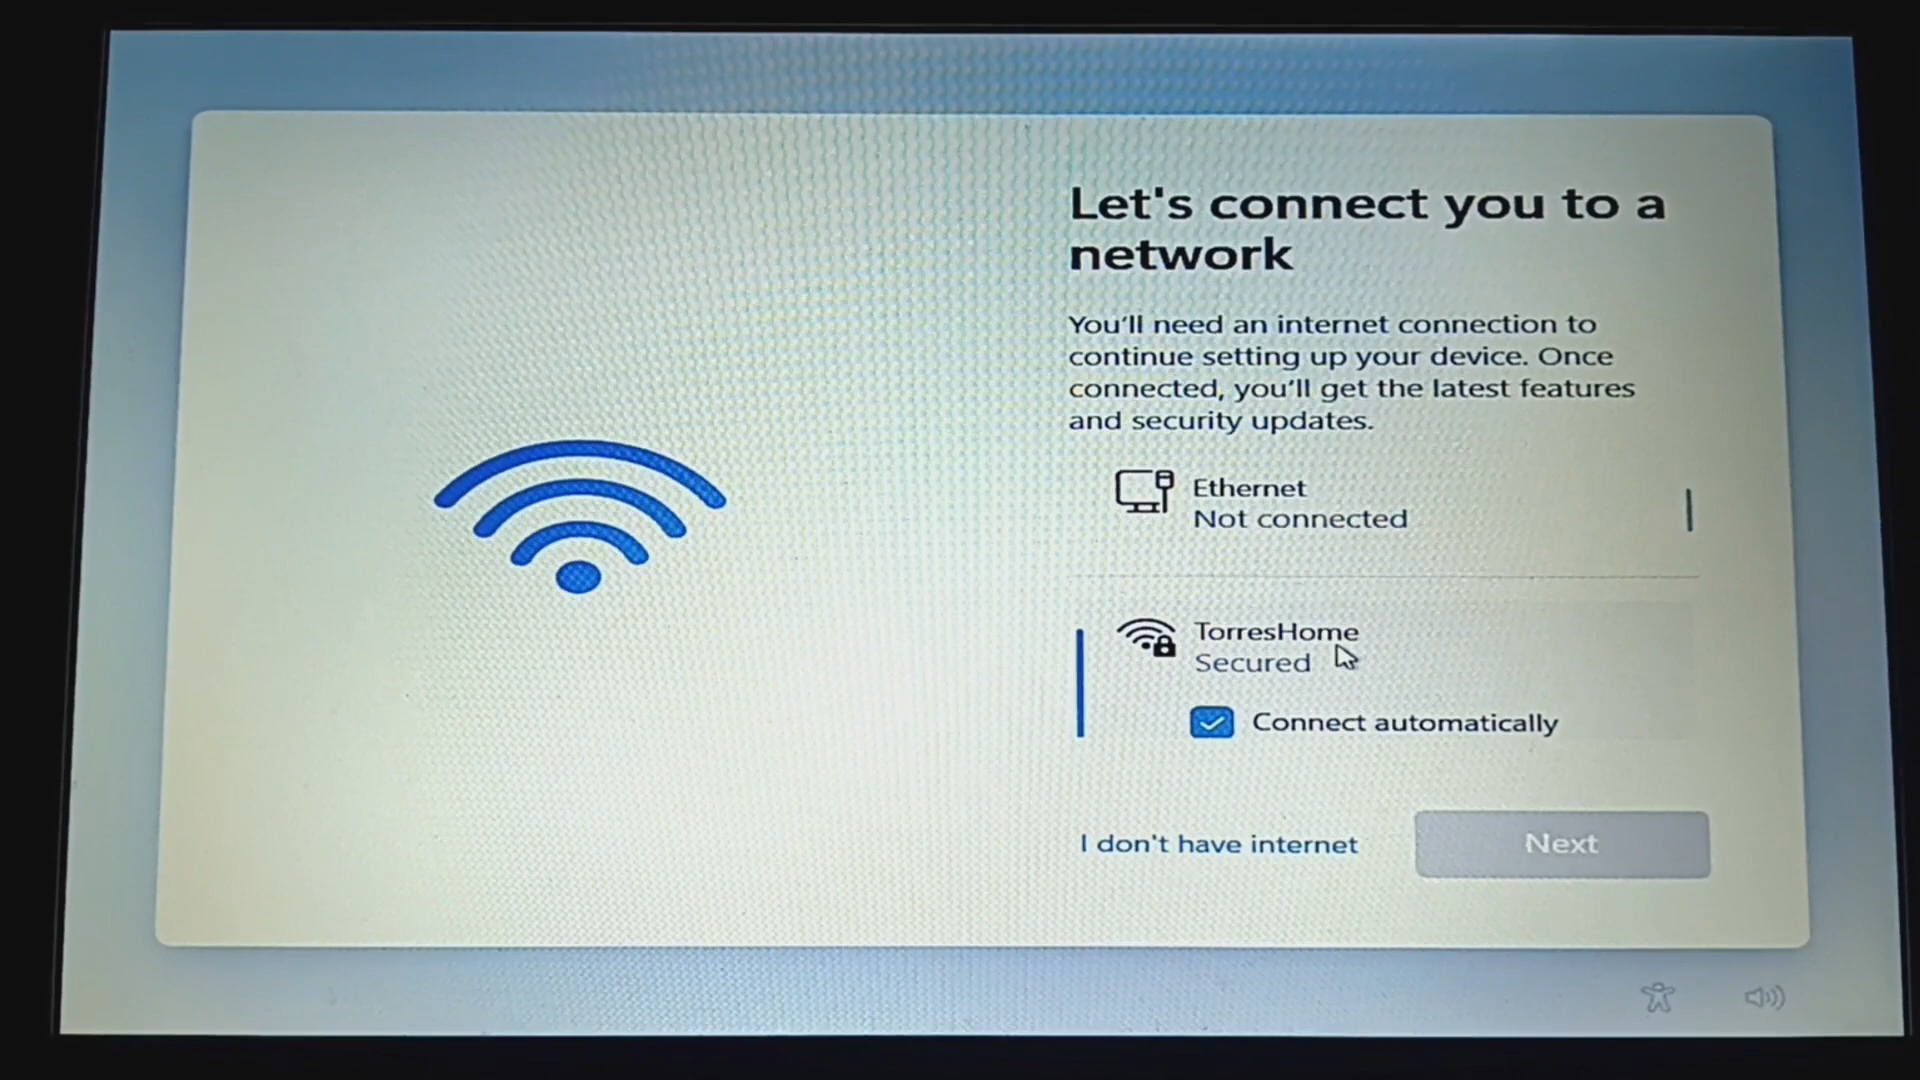 Let's connect you to a
network
You'll need an internet connection to
continue setting up your device. Once
connected, you'll get the latest features
and security updates.
Ethernet
Not connected
TorresHome
Secured
Connect automatically
I don't have internet
Next